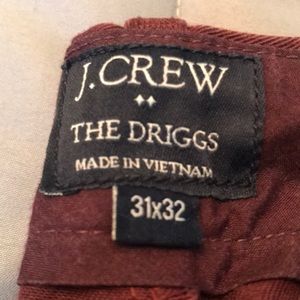 J.CREW
THE DRIGGS
MADE IN VIETNAM
31x32